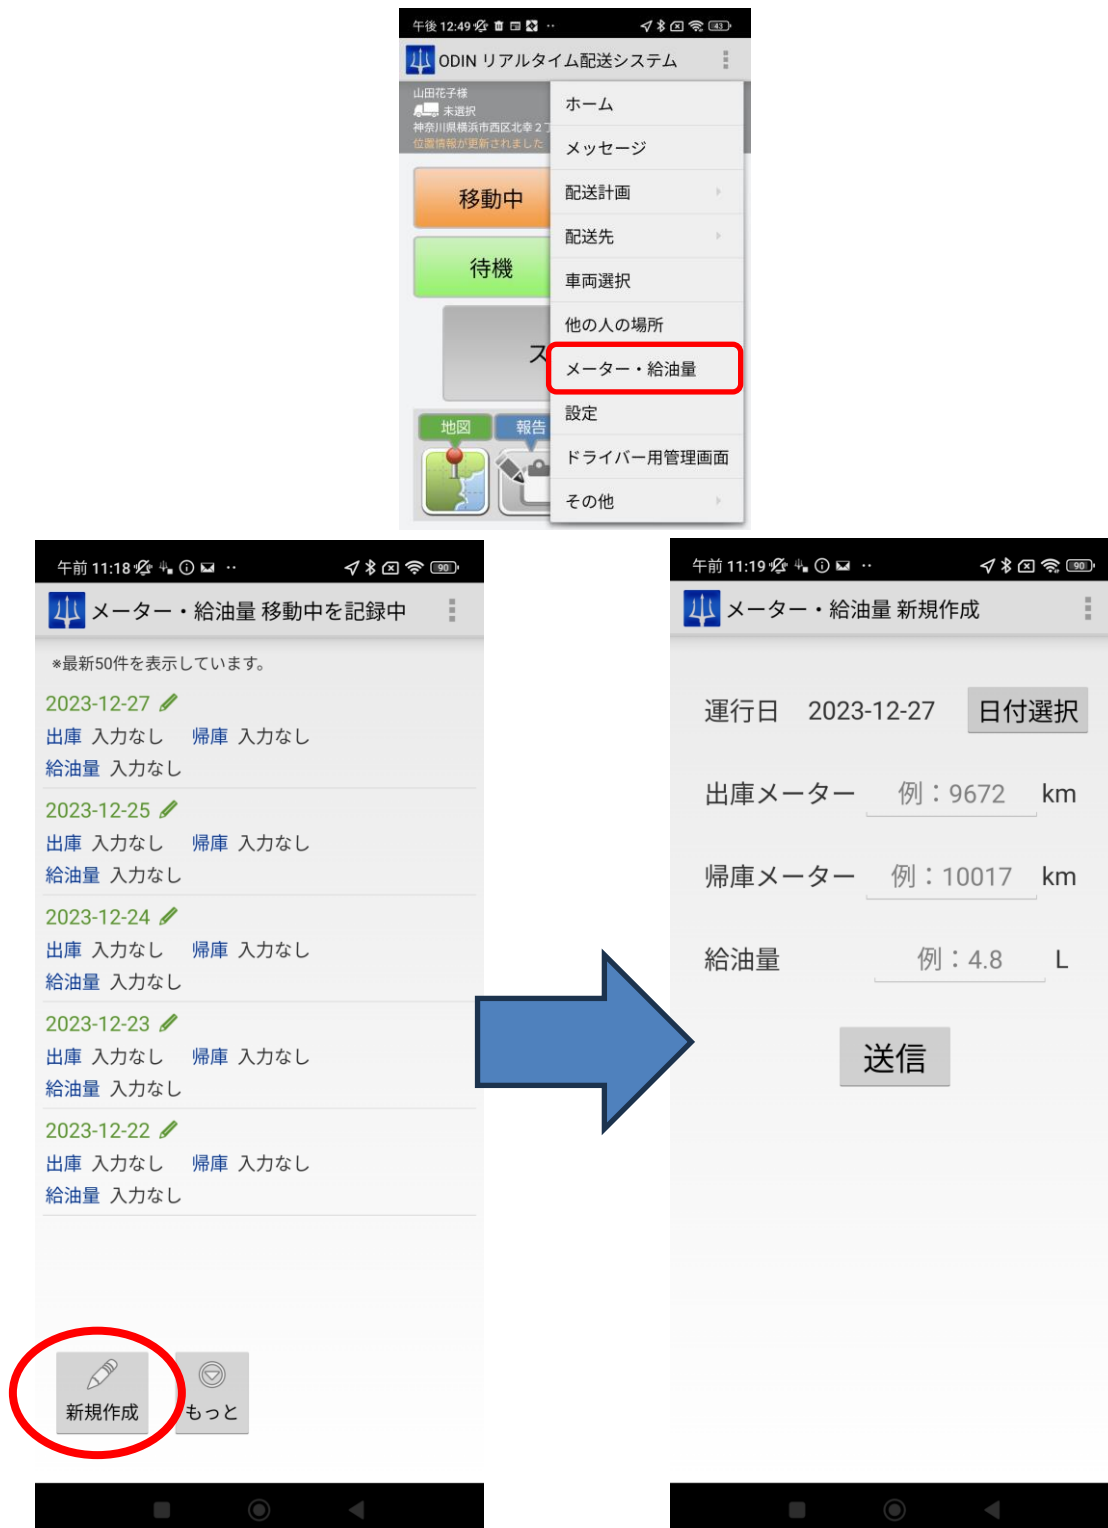 午後 12:49
43
ODIN リアルタイム配送システム
山田花子様
未選択
神奈川県横浜市西区北幸2丁
位置情報が更新されました
ホーム
メッセージ
配送計画
配送先
車両選択
他の人の場所
メーター・給油量
設定
ドライバー用管理画面
その他
移動中
待機
ス
地図
報告
午前 11:18
90
メーター・給油量 移動中を記録中
※最新50件を表示しています。
2023-12-27
出庫 入力なし 帰庫 入力なし
給油量 入力なし
2023-12-25
出庫 入力なし 帰庫 入力なし
給油量 入力なし
2023-12-24
出庫 入力なし 帰庫 入力なし
給油量 入力なし
2023-12-23
出庫 入力なし 帰庫 入力なし
給油量 入力なし
2023-12-22
出庫 入力なし 帰庫 入力なし
給油量 入力なし
新規作成
もっと
午前 11:19
90
メーター・給油量 新規作成
運行日 2023-12-27 日付選択
出庫メーター 例：9672 km
帰庫メーター 例：10017 km
給油量 例：4.8 L
送信